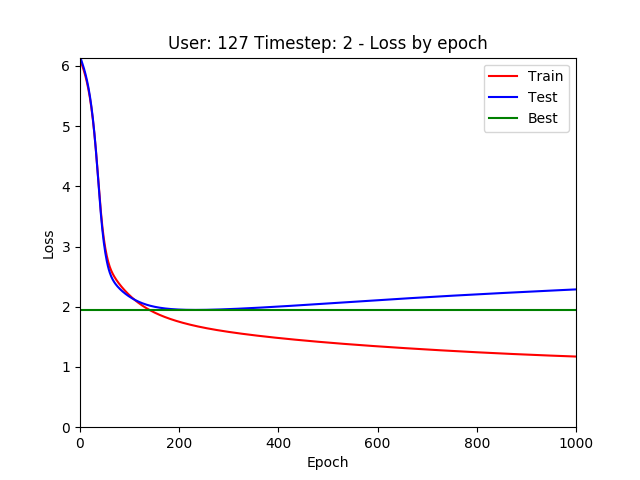 User: 127 Timestep: 2 - Loss by epoch
Train
Test
Best
Loss
6
5
4
3
2
1
0
0 200 400 600 800 1000
Epoch